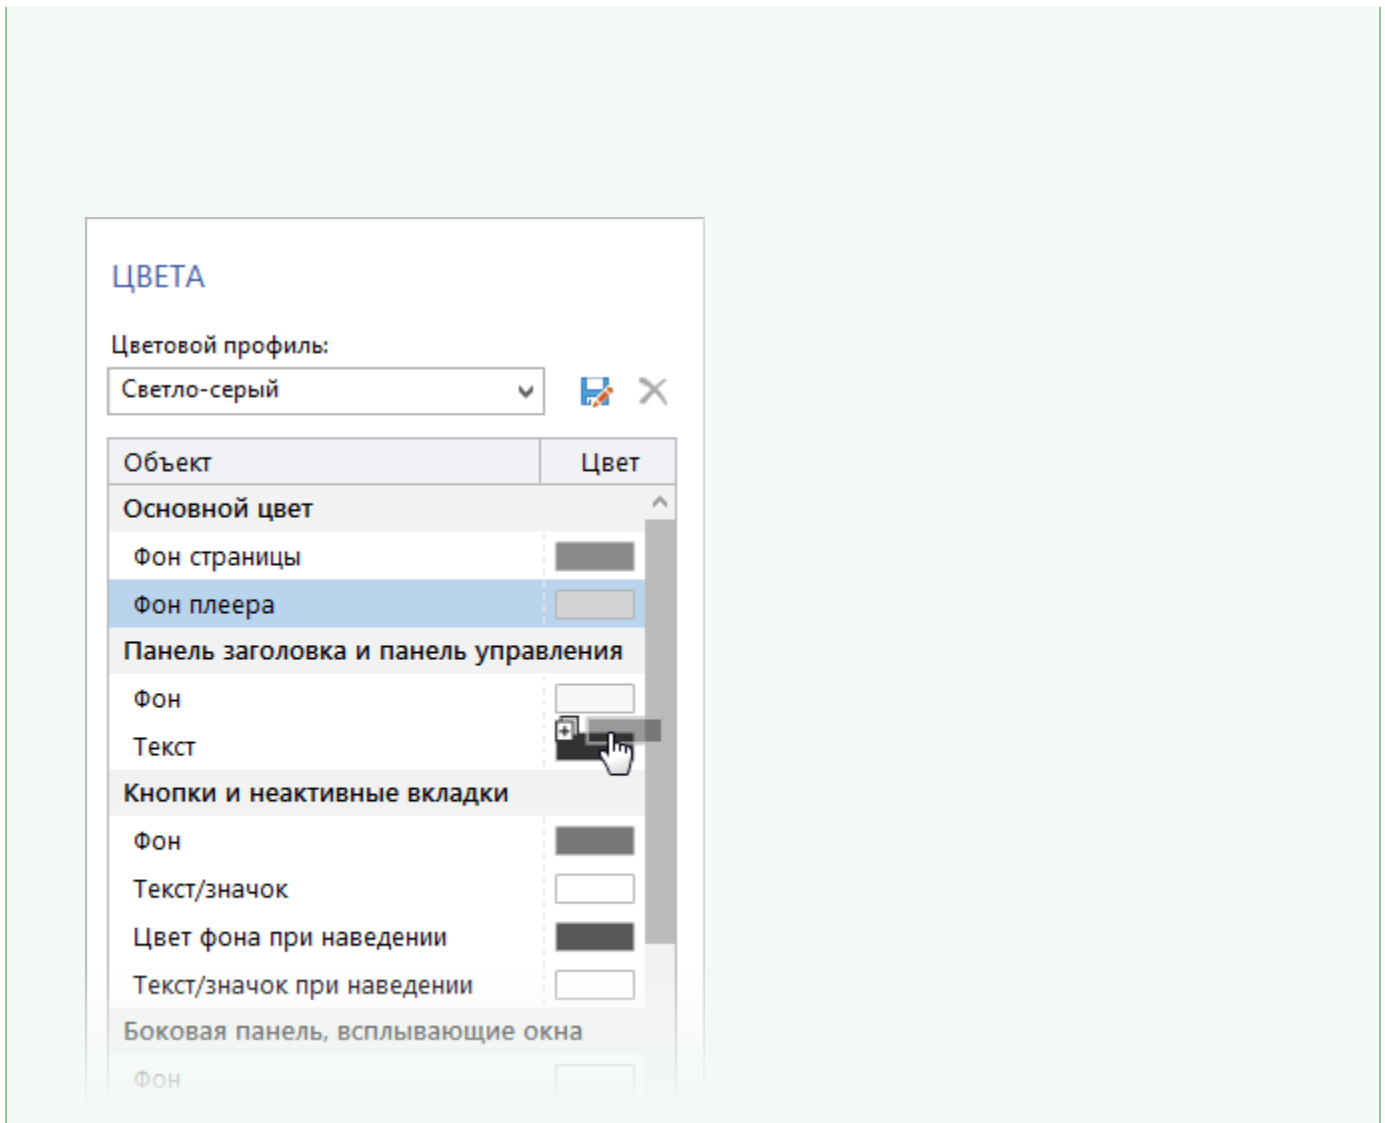 ЦВЕТА
Цветовой профиль:
Светло-серый
Объект Цвет
Основной цвет
Фон страницы
Фон плеера
Панель заголовка и панель управления
Фон
Текст
Кнопки и неактивные вкладки
Фон
Текст/значок
Цвет фона при наведении
Текст/значок при наведении
Боковая панель, всплывающие окна
Фон